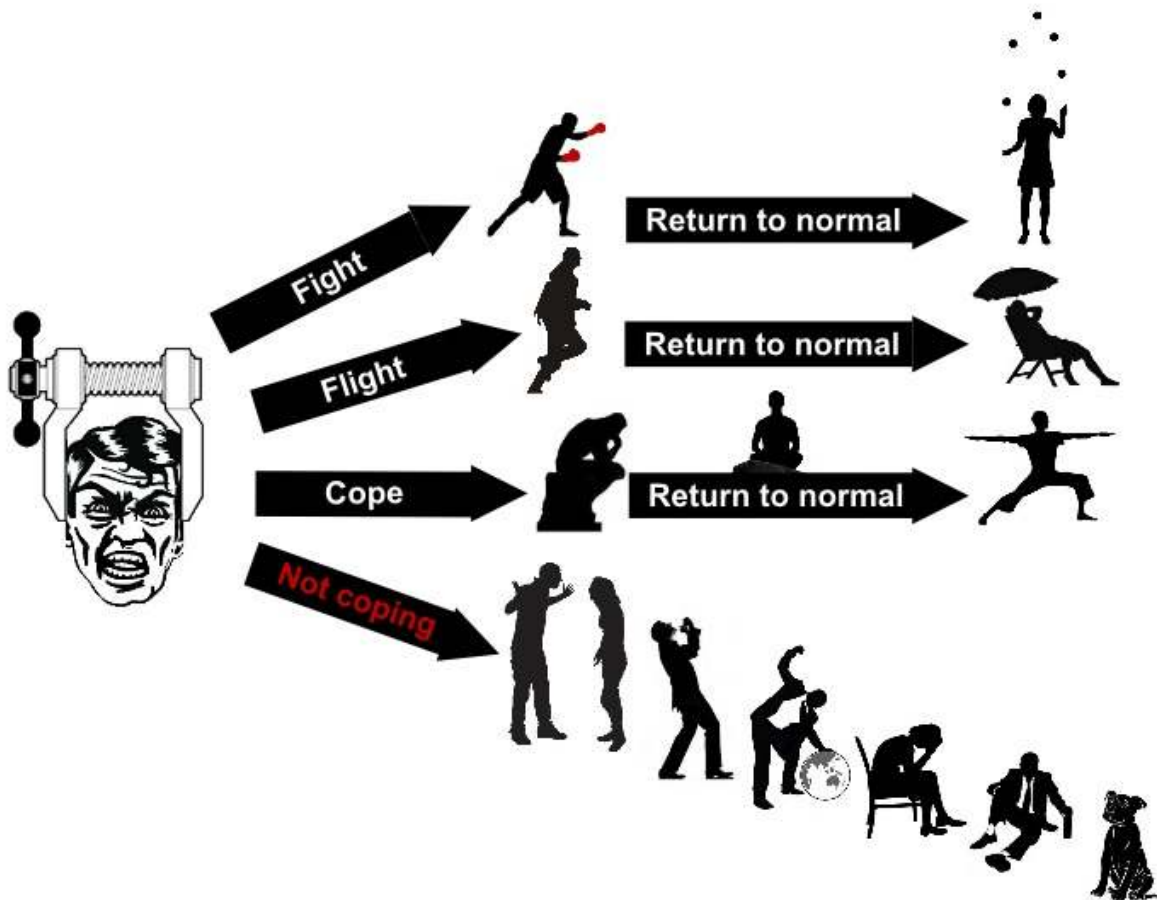 Fight
Return to normal
Flight
Return to normal
Cope
Return to normal
Not coping